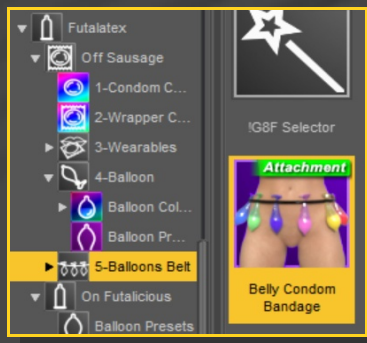 Futalatex
Off Sausage
1-Condom C...
2-Wrapper C...
3-Wearables
4-Balloon
Balloon Col...
Balloon Pr...
5-Balloons Belt
On Futalicious
Balloon Presets
!G8F Selector
Attachment
Belly Condom
Bandage